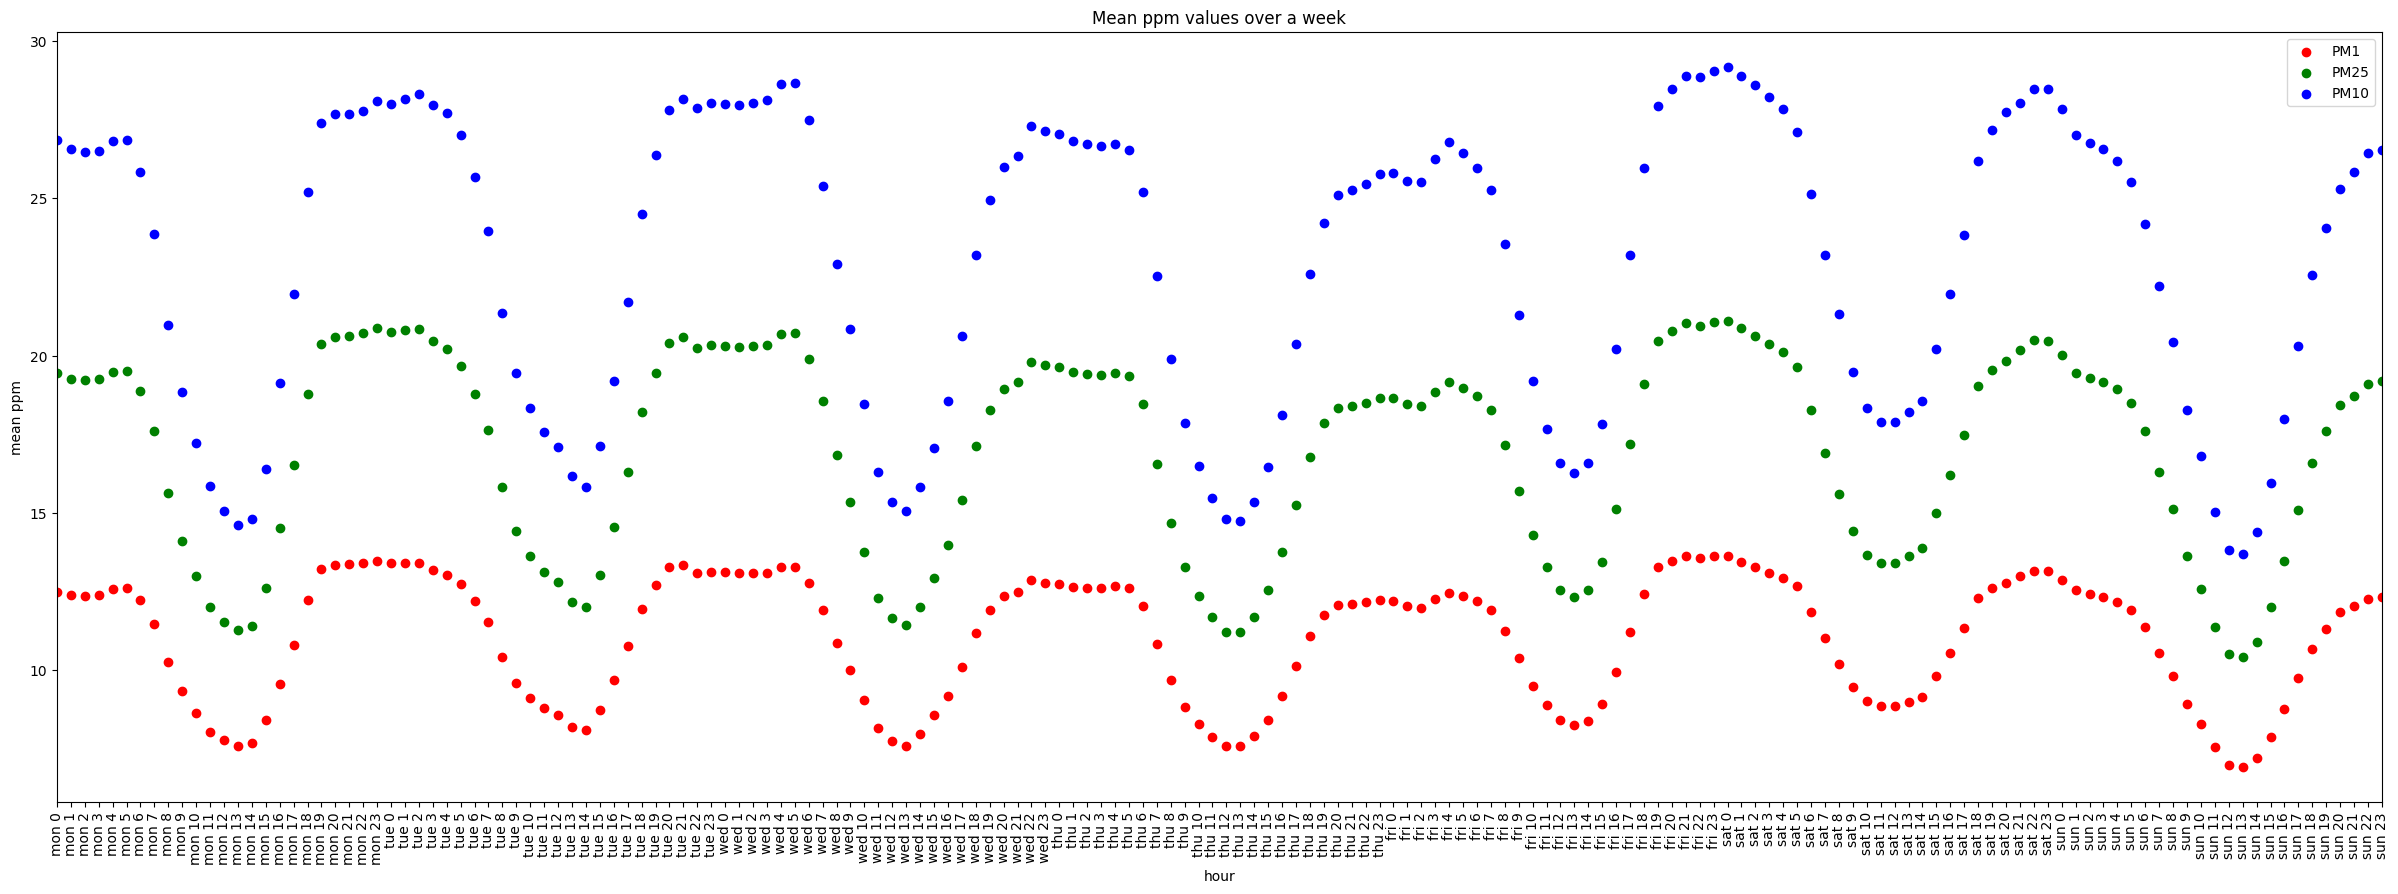 Mean ppm values over a week
PM1
PM25
PM10
mean ppm
30
25
20
15
10
mon 0
mon 1
mon 2
mon 3
mon 4
mon 5
mon 6
mon 7
mon 8
mon 9
mon 10
mon 11
mon 12
mon 13
mon 14
mon 15
mon 16
mon 17
mon 18
mon 19
mon 20
mon 21
mon 22
mon 23
tue 0
tue 1
tue 2
tue 3
tue 4
tue 5
tue 6
tue 7
tue 8
tue 9
tue 10
tue 11
tue 12
tue 13
tue 14
tue 15
tue 16
tue 17
tue 18
tue 19
tue 20
tue 21
tue 22
tue 23
wed 0
wed 1
wed 2
wed 3
wed 4
wed 5
wed 6
wed 7
wed 8
wed 9
wed 10
wed 11
wed 12
wed 13
wed 14
wed 15
wed 16
wed 17
wed 18
wed 19
wed 20
wed 21
wed 22
wed 23
thu 0
thu 1
thu 2
thu 3
thu 4
thu 5
thu 6
thu 7
thu 8
thu 9
thu 10
thu 11
thu 12
thu 13
thu 14
thu 15
thu 16
thu 17
thu 18
thu 19
thu 20
thu 21
thu 22
thu 23
fri 0
fri 1
fri 2
fri 3
fri 4
fri 5
fri 6
fri 7
fri 8
fri 9
fri 10
fri 11
fri 12
fri 13
fri 14
fri 15
fri 16
fri 17
fri 18
fri 19
fri 20
fri 21
fri 22
fri 23
sat 0
sat 1
sat 2
sat 3
sat 4
sat 5
sat 6
sat 7
sat 8
sat 9
sat 10
sat 11
sat 12
sat 13
sat 14
sat 15
sat 16
sat 17
sat 18
sat 19
sat 20
sat 21
sat 22
sat 23
sun 0
sun 1
sun 2
sun 3
sun 4
sun 5
sun 6
sun 7
sun 8
sun 9
sun 10
sun 11
sun 12
sun 13
sun 14
sun 15
sun 16
sun 17
sun 18
sun 19
sun 20
sun 21
sun 22
sun 23
hour